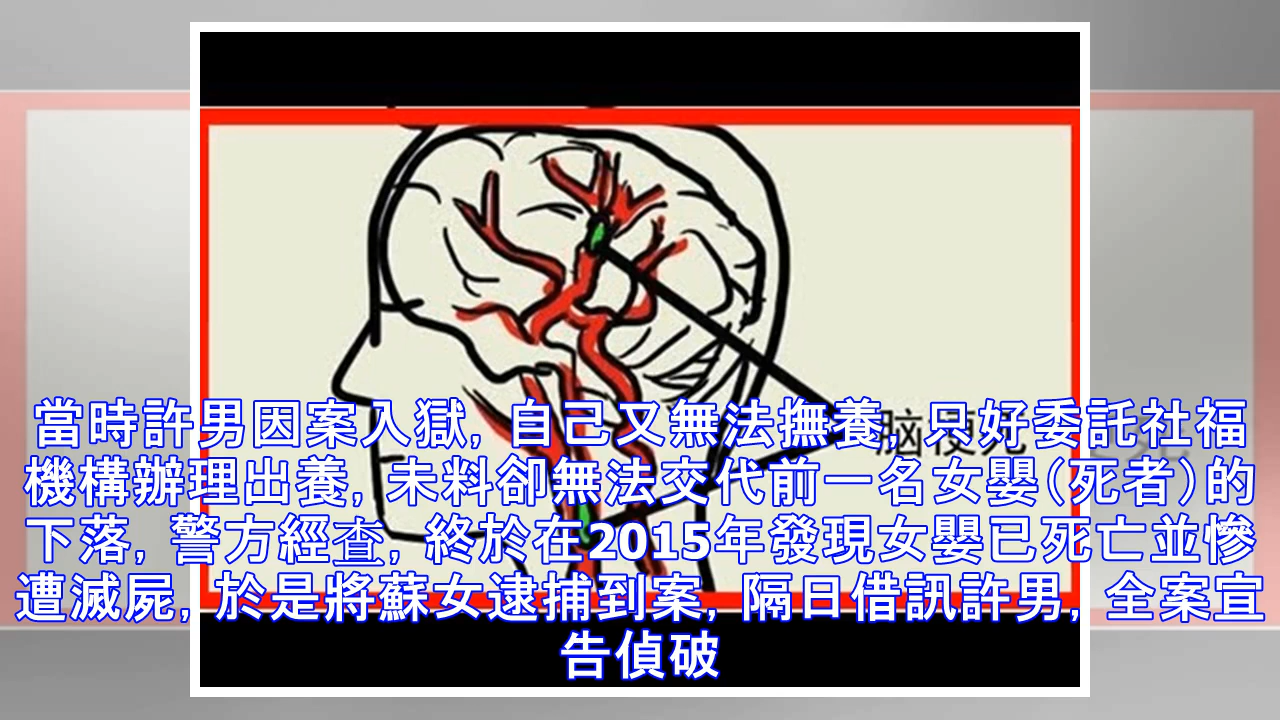 脑梗死
當時許男因案入獄, 自己又無法撫養, 只好委託社福
機構辦理出養, 未料卻無法交代前一名女嬰(死者)的
下落, 警方經查, 終於在2015年發現女嬰已死亡並慘
遭滅屍, 於是將蘇女逮捕到案, 隔日借訊許男, 全案宣
告偵破